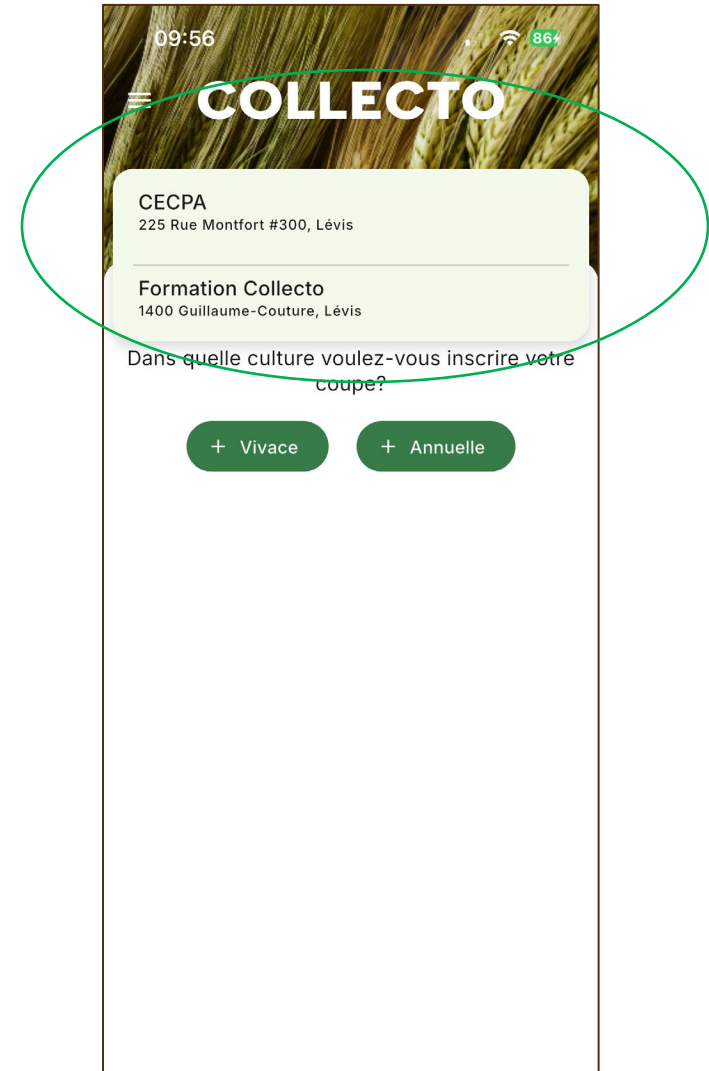 09:56
86
COLLECTO
CECPA
225 Rue Montfort #300, Lévis
Formation Collecto
1400 Guillaume-Couture, Lévis
Dans quelle culture voulez-vous inscrire votre
coupe?
+ Vivace
+ Annuelle